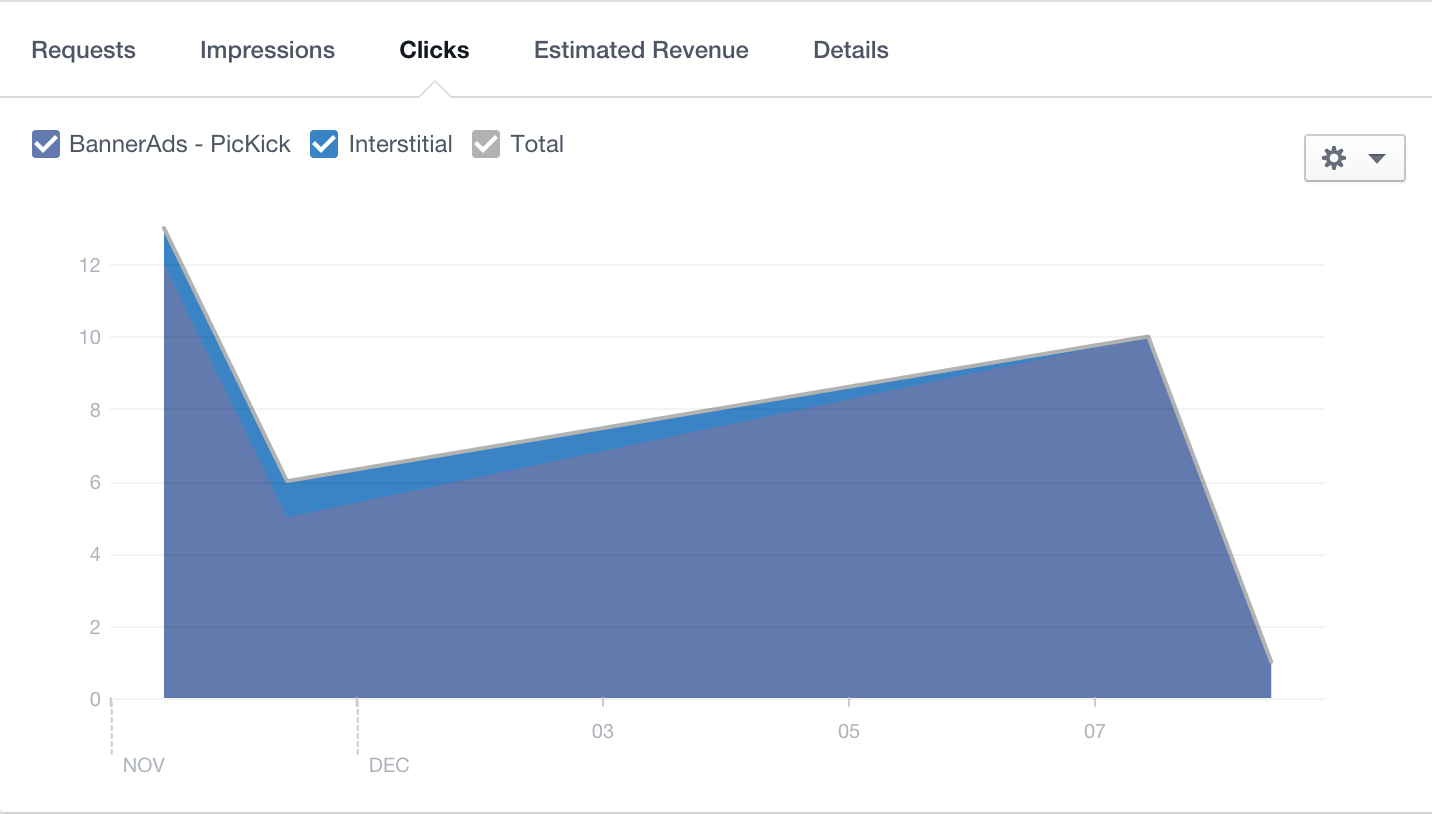 Requests Impressions Clicks Estimated Revenue Details
BannerAds - PicKick Interstitial Total
12
10
8
6
4
2
0
03 05 07
NOV DEC